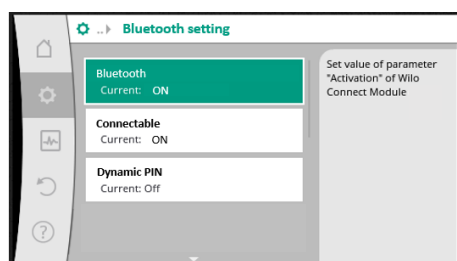 ..▸ Bluetooth setting
Bluetooth
Current: ON
Connectable
Current: ON
Dynamic PIN
Current: Off
Set value of parameter
"Activation" of Wilo
Connect Module
?